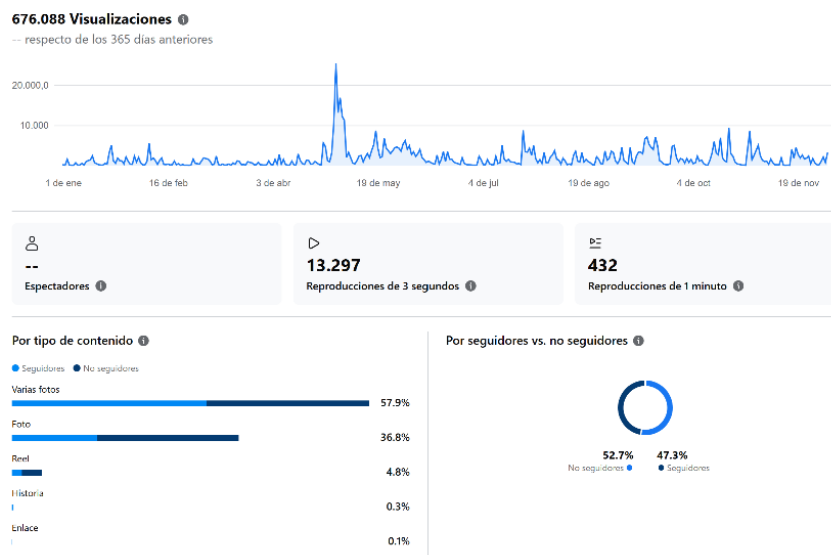 676.088 Visualizaciones
-- respecto de los 365 días anteriores
20.000,0
10.000
1 de ene 16 de feb 3 de abr 19 de may 4 de jul 19 de ago 4 de oct 19 de nov
-- 13.297 432
Espectadores Reproducciones de 3 segundos Reproducciones de 1 minuto
Por tipo de contenido
Seguidores No seguidores
Varias fotos
57.9%
Foto
36.8%
Reel
4.8%
Historia
0.3%
Enlace
0.1%
Por seguidores vs. no seguidores
52.7% 47.3%
No seguidores Seguidores